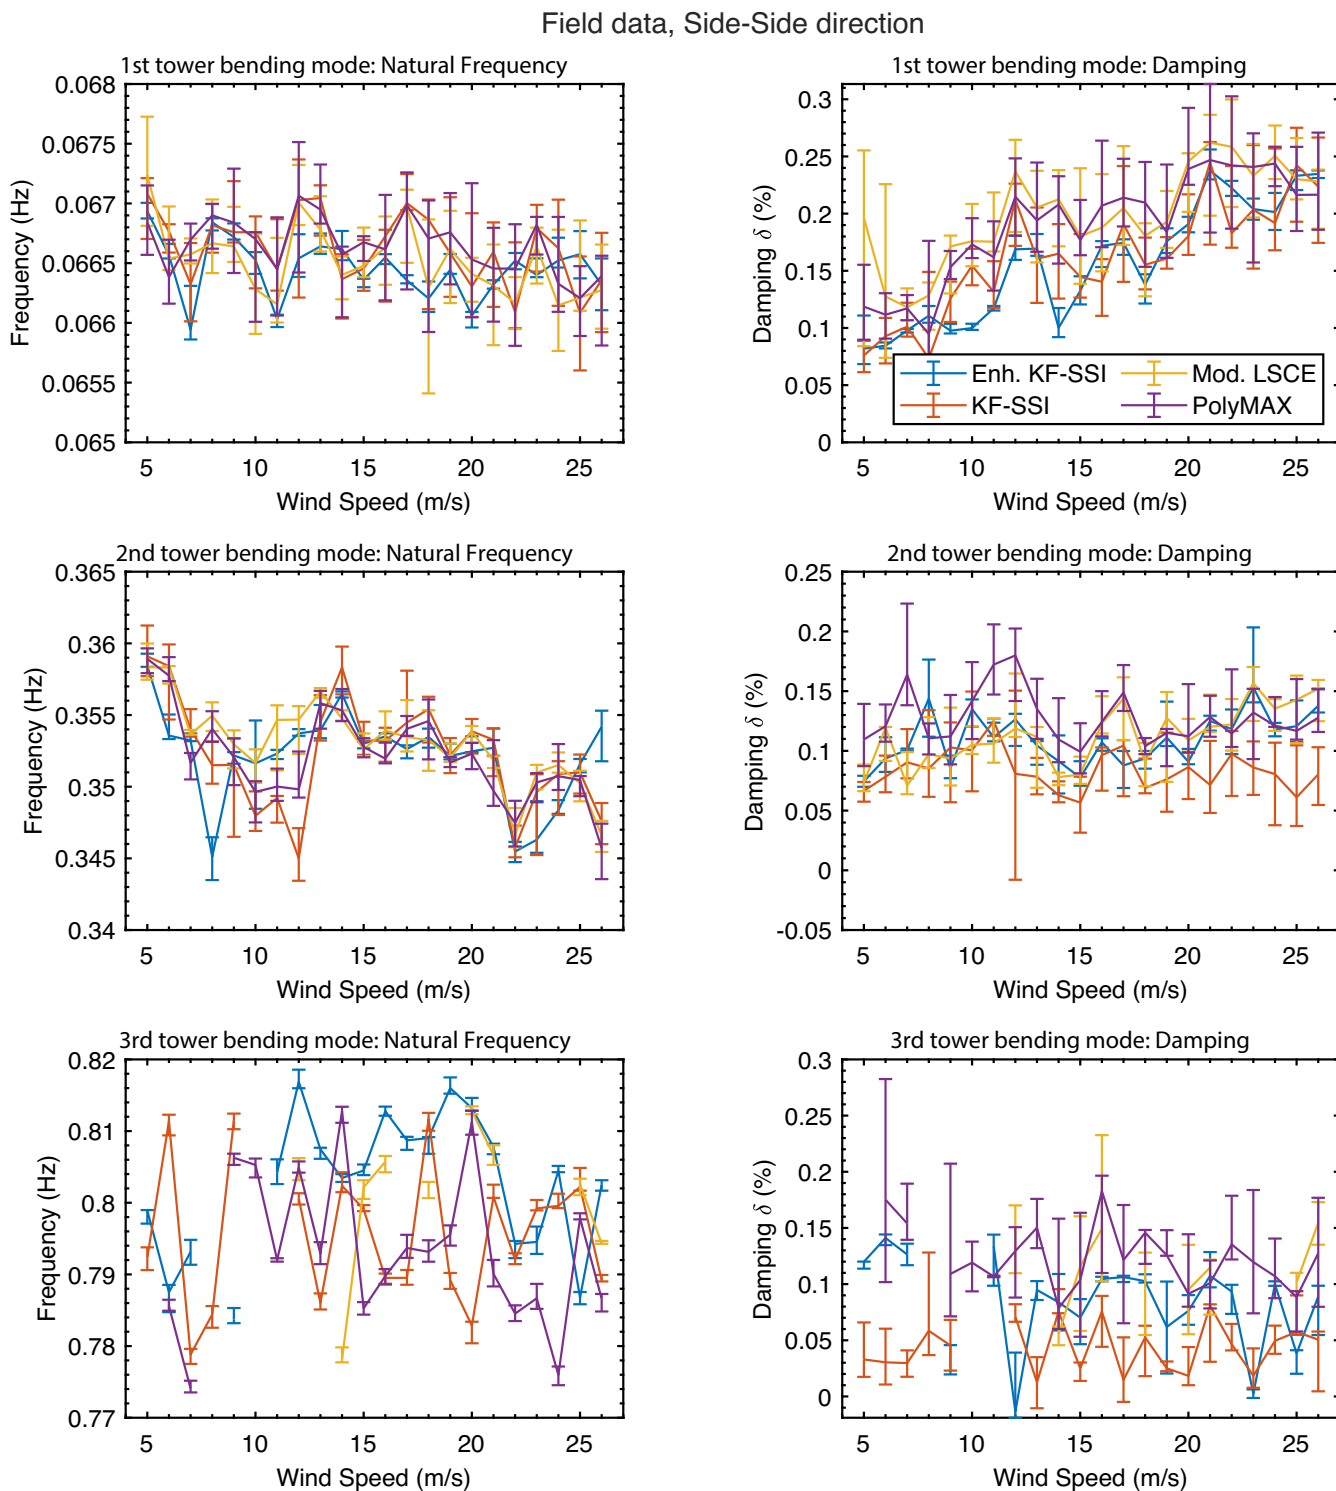 Field data, Side-Side direction
1st tower bending mode: Natural Frequency
0.068
0.0675
0.067
0.0665
0.066
0.0655
0.065
Frequency (Hz)
5 10 15 20 25
Wind Speed (m/s)
1st tower bending mode: Damping
0.3
0.25
0.2
0.15
0.1
0.05
0
Damping δ (%)
Enh. KF-SSI Mod. LSCE
KF-SSI PolyMAX
5 10 15 20 25
Wind Speed (m/s)
2nd tower bending mode: Natural Frequency
0.365
0.36
0.355
0.35
0.345
0.34
Frequency (Hz)
5 10 15 20 25
Wind Speed (m/s)
2nd tower bending mode: Damping
0.25
0.2
0.15
0.1
0.05
0
-0.05
Damping δ (%)
5 10 15 20 25
Wind Speed (m/s)
3rd tower bending mode: Natural Frequency
0.82
0.81
0.8
0.79
0.78
0.77
Frequency (Hz)
5 10 15 20 25
Wind Speed (m/s)
3rd tower bending mode: Damping
0.3
0.25
0.2
0.15
0.1
0.05
0
Damping δ (%)
5 10 15 20 25
Wind Speed (m/s)